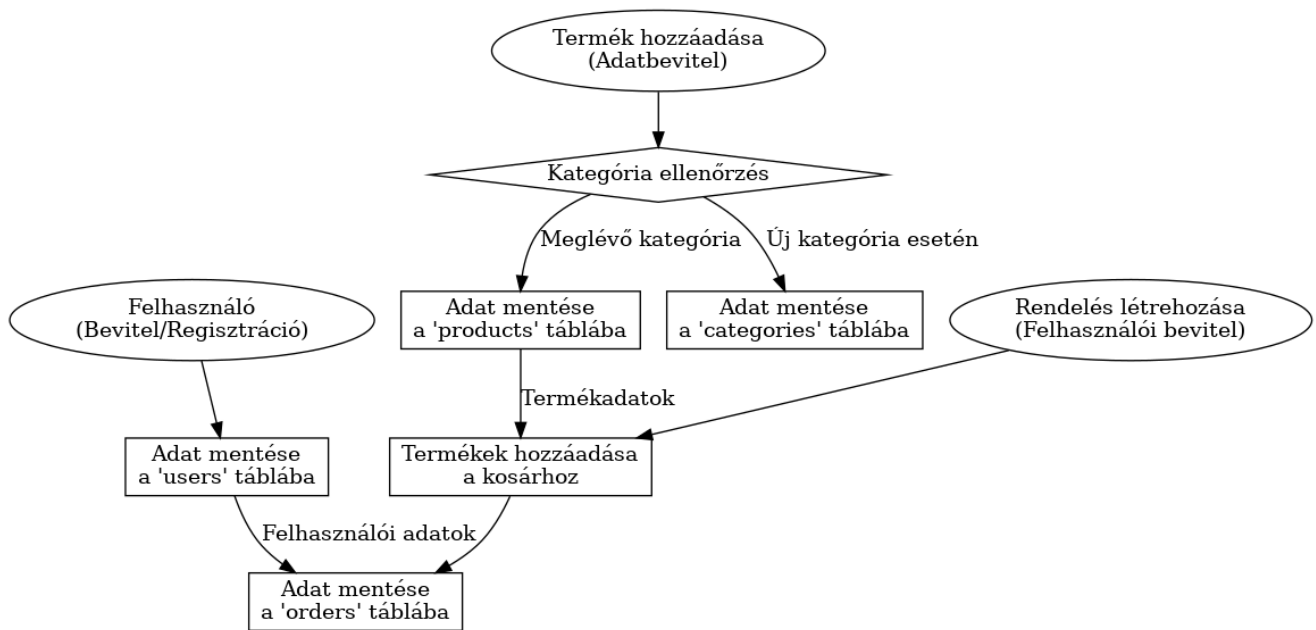 Termék hozzáadása
(Adatbevitel)
Kategória ellenőrzés
Meglévő kategória
Új kategória esetén
Felhasználó
(Bevitel/Regisztráció)
Adat mentése
a 'products' táblába
Adat mentése
a 'categories' táblába
Rendelés létrehozása
(Felhasználói bevitel)
Termékadatok
Adat mentése
a 'users' táblába
Termékek hozzáadása
a kosárhoz
Felhasználói adatok
Adat mentése
a 'orders' táblába